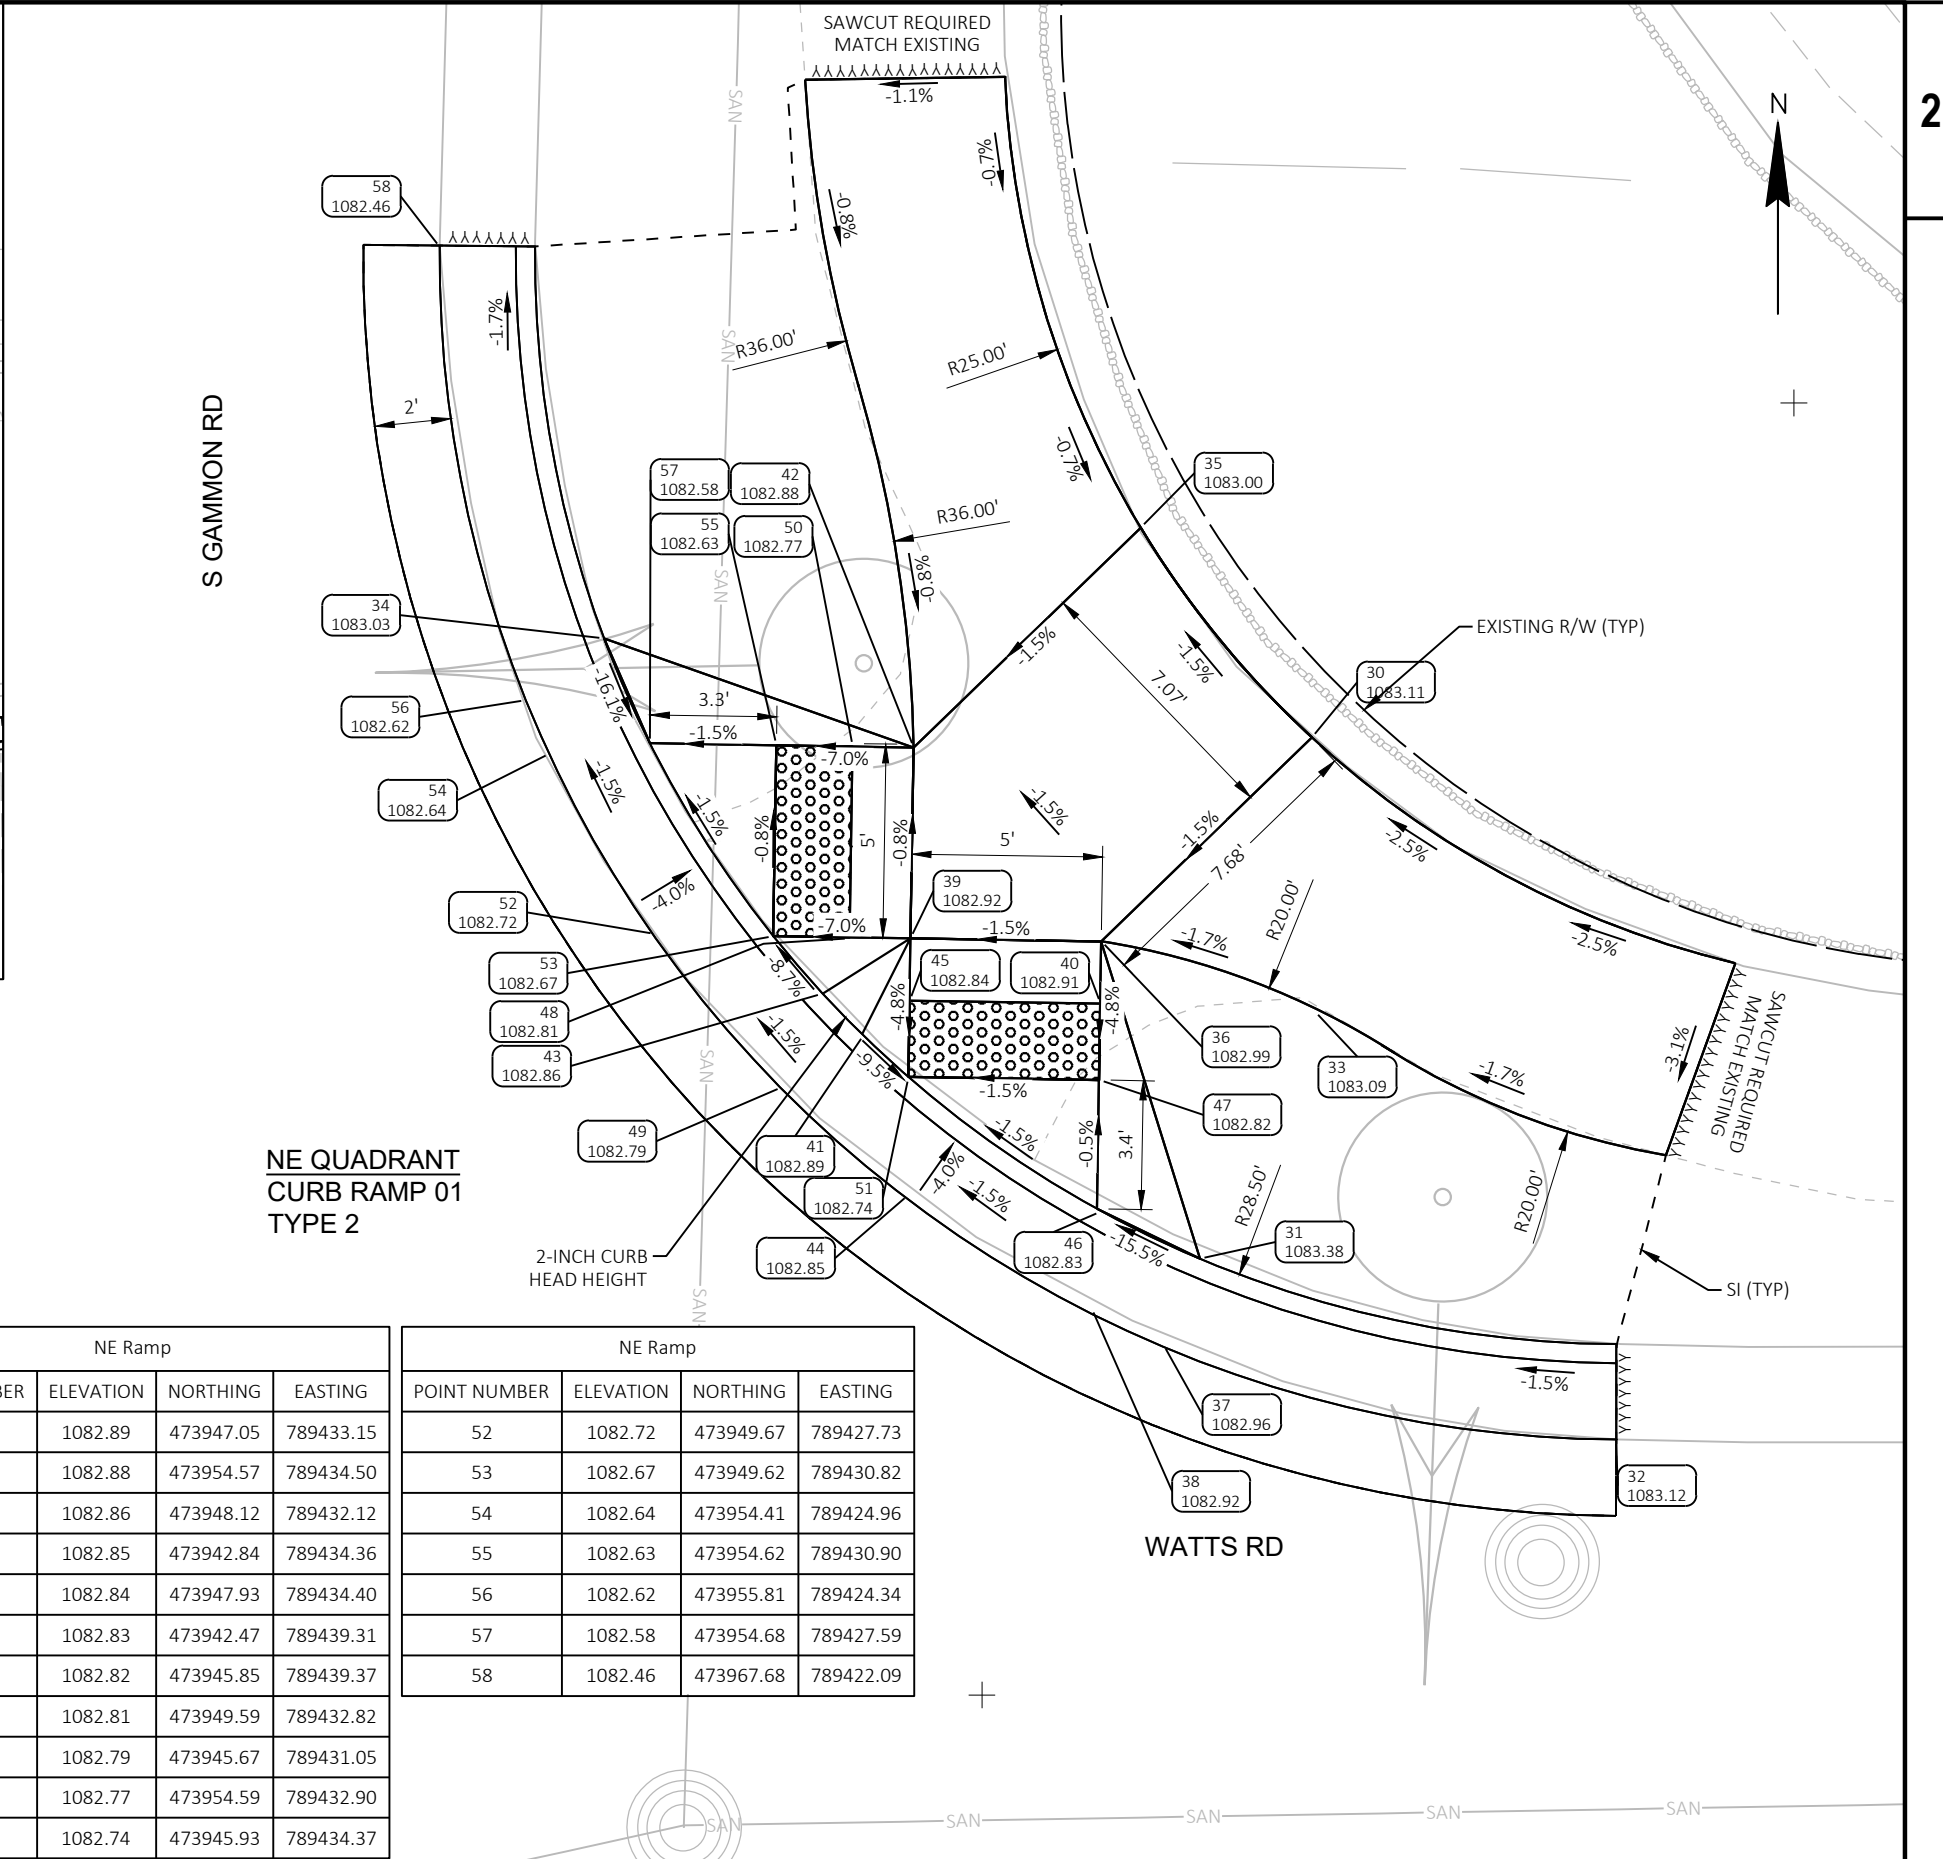 SAWCUT REQUIRED
MATCH EXISTING
-1.1%
2
N
SAN
-0.7%
58
1082.46
-0.8%
-1.7%
SAN
R36.00'
R25.00'
S GAMMON RD
2'
-0.7%
57
1082.58
42
1082.88
35
1083.00
55
1082.63
50
1082.77
R36.00'
SAN
-0.8%
34
1083.03
EXISTING R/W (TYP)
-1.5%
-1.5%
30
1083.11
-16.1%
3.3'
7.07'
56
1082.62
-1.5%
-7.0%
54
1082.64
-1.5%
-1.5%
-0.8%
5'
-0.8%
5'
-1.5%
-1.5%
7.68'
-2.5%
-4.0%
39
1082.92
52
1082.72
-7.0%
-1.5%
-1.7%
R20.00'
-2.5%
53
1082.67
-8.7%
45
1082.84
40
1082.91
48
1082.81
-1.5%
-4.8%
-4.8%
36
1082.99
SAWCUT REQUIRED
MATCH EXISTING
-3.1%
43
1082.86
SAN
-9.5%
33
1083.09
-1.7%
-1.5%
47
1082.82
49
1082.79
-1.5%
-0.5%
3.4'
NE QUADRANT
CURB RAMP 01
TYPE 2
41
1082.89
-4.0%
-1.5%
51
1082.74
R28.50'
R20.00'
2-INCH CURB
HEAD HEIGHT
44
1082.85
46
1082.83
-15.5%
31
1083.38
SI (TYP)
SAN
-1.5%
37
1082.96
38
1082.92
32
1083.12
WATTS RD
NE Ramp
BER ELEVATION NORTHING EASTING
1082.89 473947.05 789433.15
1082.88 473954.57 789434.50
1082.86 473948.12 789432.12
1082.85 473942.84 789434.36
1082.84 473947.93 789434.40
1082.83 473942.47 789439.31
1082.82 473945.85 789439.37
1082.81 473949.59 789432.82
1082.79 473945.67 789431.05
1082.77 473954.59 789432.90
1082.74 473945.93 789434.37
NE Ramp
POINT NUMBER ELEVATION NORTHING EASTING
52 1082.72 473949.67 789427.73
53 1082.67 473949.62 789430.82
54 1082.64 473954.41 789424.96
55 1082.63 473954.62 789430.90
56 1082.62 473955.81 789424.34
57 1082.58 473954.68 789427.59
58 1082.46 473967.68 789422.09
SAN SAN SAN SAN SAN